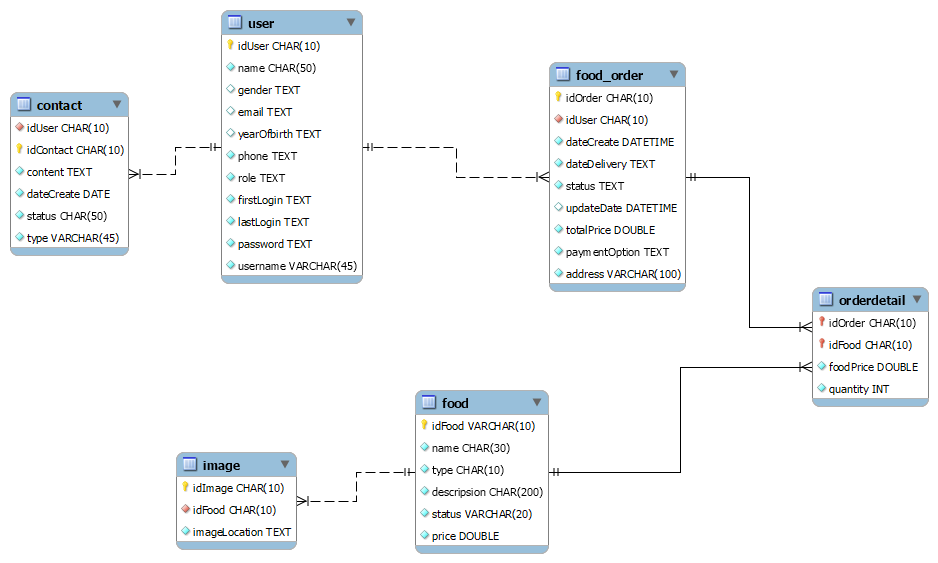 user
idUser CHAR(10)
name CHAR(50)
gender TEXT
email TEXT
yearOfbirth TEXT
phone TEXT
role TEXT
firstLogin TEXT
lastLogin TEXT
password TEXT
username VARCHAR(45)
contact
idUser CHAR(10)
idContact CHAR(10)
content TEXT
dateCreate DATE
status CHAR(50)
type VARCHAR(45)
food_order
idOrder CHAR(10)
idUser CHAR(10)
dateCreate DATETIME
dateDelivery TEXT
status TEXT
updateDate DATETIME
totalPrice DOUBLE
paymentOption TEXT
address VARCHAR(100)
orderdetail
idOrder CHAR(10)
idFood CHAR(10)
foodPrice DOUBLE
quantity INT
food
idFood VARCHAR(10)
name CHAR(30)
type CHAR(10)
descripsion CHAR(200)
status VARCHAR(20)
price DOUBLE
image
idImage CHAR(10)
idFood CHAR(10)
imageLocation TEXT